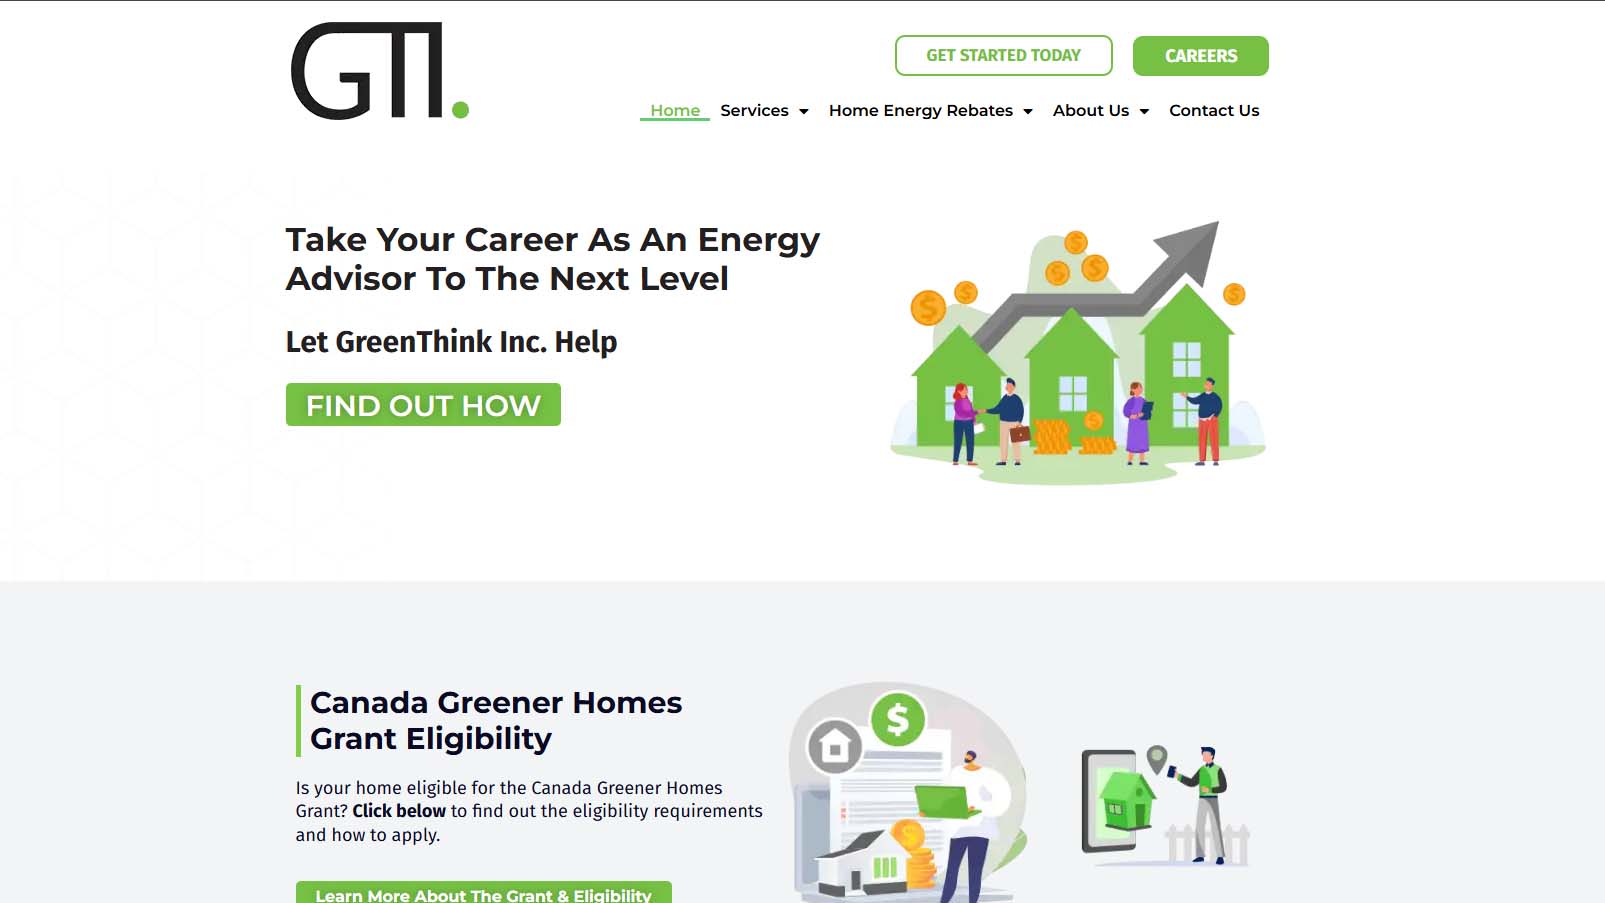 GTI.
GET STARTED TODAY
CAREERS
Home
Services
Home Energy Rebates
About Us
Contact Us
Take Your Career As An Energy
Advisor To The Next Level
Let GreenThink Inc. Help
FIND OUT HOW
Canada Greener Homes
Grant Eligibility
Is your home eligible for the Canada Greener Homes
Grant? Click below to find out the eligibility requirements
and how to apply.
Learn More About The Grant & Eligibility